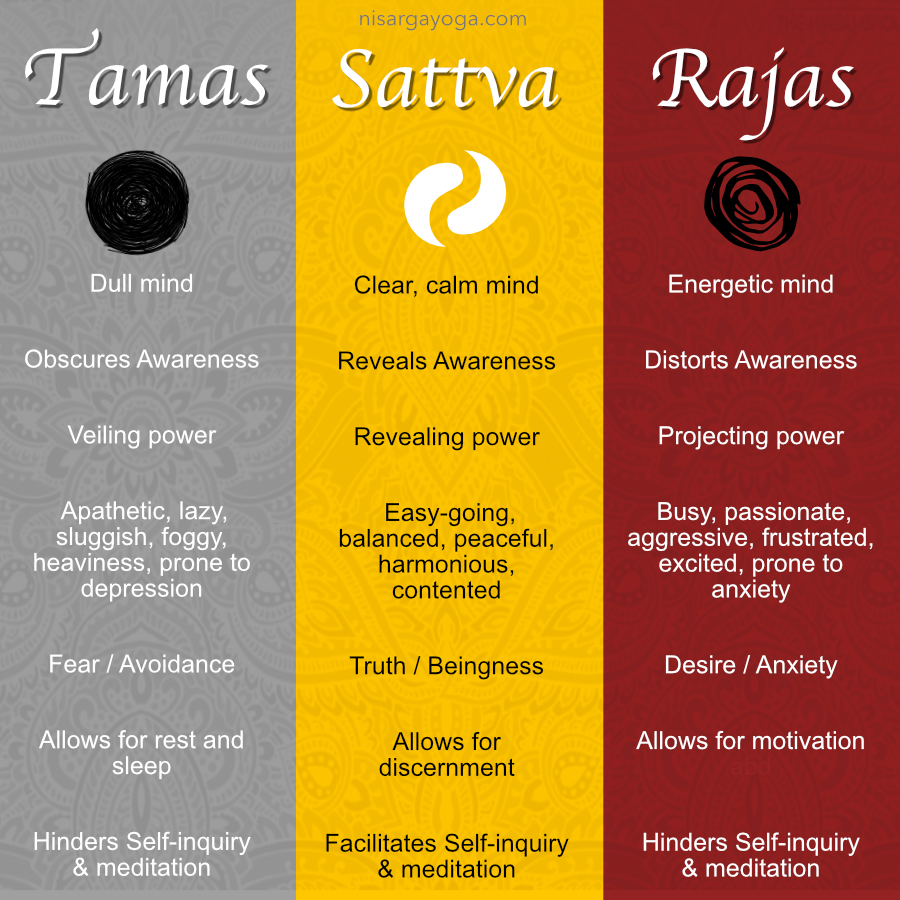 nisargayoga.com
Tamas
Sattva
Rajas
Dull mind
Clear, calm mind
Energetic mind
Obscures Awareness
Reveals Awareness
Distorts Awareness
Veiling power
Revealing power
Projecting power
Apathetic, lazy,
sluggish, foggy,
heaviness, prone to
depression
Easy-going,
balanced, peaceful,
harmonious,
contented
Busy, passionate,
aggressive, frustrated,
excited, prone to
anxiety
Fear / Avoidance
Truth / Beingness
Desire / Anxiety
Allows for rest and
sleep
Allows for
discernment
Allows for motivation
Hinders Self-inquiry
& meditation
Facilitates Self-inquiry
& meditation
Hinders Self-inquiry
& meditation